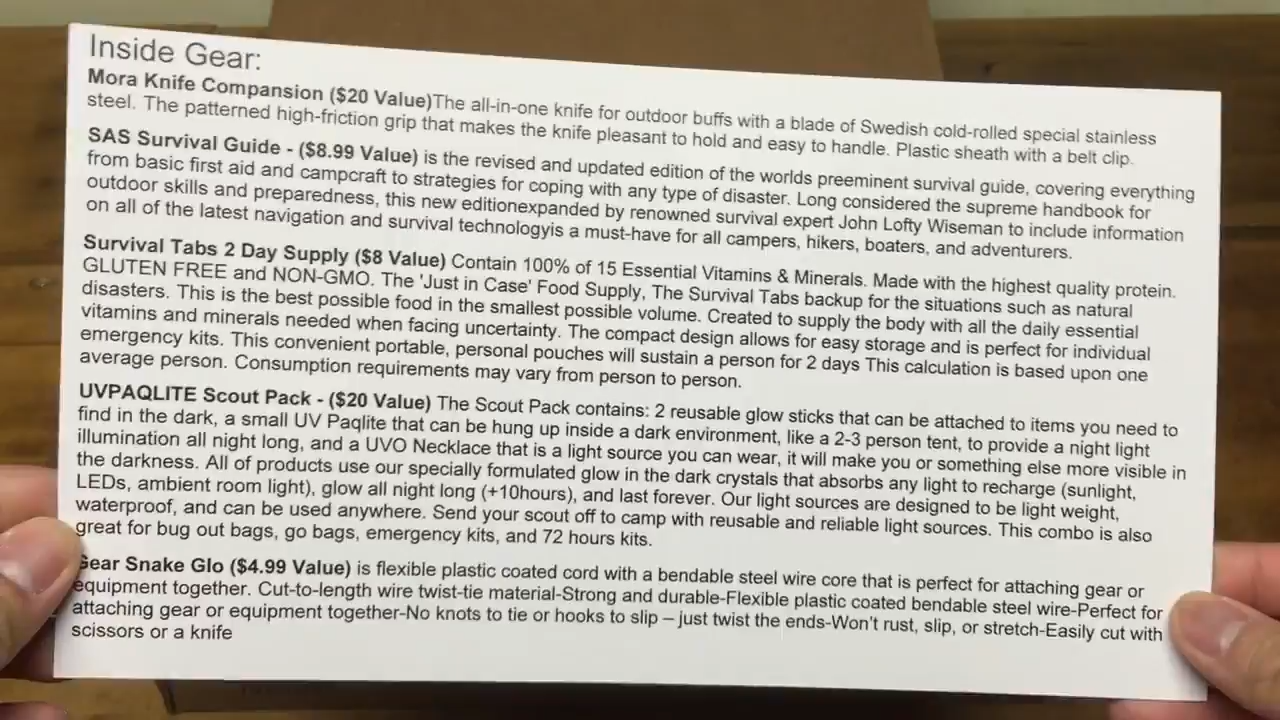 Inside Gear:
Mora Knife Compansion ($20 Value)The all-in-one knife for outdoor buffs with a blade of Swedish cold-rolled special stainless
steel. The patterned high-friction grip that makes the knife pleasant to hold and easy to handle. Plastic sheath with a belt clip.
SAS Survival Guide - ($8.99 Value) is the revised and updated edition of the worlds preeminent survival guide, covering everything
from basic first aid and campcraft to strategies for coping with any type of disaster. Long considered the supreme handbook for
outdoor skills and preparedness, this new editionexpanded by renowned survival expert John Lofty Wiseman to include information
on all of the latest navigation and survival technologyis a must-have for all campers, hikers, boaters, and adventurers.
Survival Tabs 2 Day Supply ($8 Value) Contain 100% of 15 Essential Vitamins & Minerals. Made with the highest quality protein.
GLUTEN FREE and NON-GMO. The 'Just in Case' Food Supply, The Survival Tabs backup for the situations such as natural
disasters. This is the best possible food in the smallest possible volume. Created to supply the body with all the daily essential
vitamins and minerals needed when facing uncertainty. The compact design allows for easy storage and is perfect for individual
emergency kits. This convenient portable, personal pouches will sustain a person for 2 days This calculation is based upon one
average person. Consumption requirements may vary from person to person.
UVPAQLITE Scout Pack - ($20 Value) The Scout Pack contains: 2 reusable glow sticks that can be attached to items you need to
find in the dark, a small UV Paqlite that can be hung up inside a dark environment, like a 2-3 person tent, to provide a night light
illumination all night long, and a UVO Necklace that is a light source you can wear, it will make you or something else more visible in
the darkness. All of products use our specially formulated glow in the dark crystals that absorbs any light to recharge (sunlight,
LEDs, ambient room light), glow all night long (+10hours), and last forever. Our light sources are designed to be light weight,
waterproof, and can be used anywhere. Send your scout off to camp with reusable and reliable light sources. This combo is also
great for bug out bags, go bags, emergency kits, and 72 hours kits.
Gear Snake Glo ($4.99 Value) is flexible plastic coated cord with a bendable steel wire core that is perfect for attaching gear or
equipment together. Cut-to-length wire twist-tie material-Strong and durable-Flexible plastic coated bendable steel wire-Perfect for
attaching gear or equipment together-No knots to tie or hooks to slip – just twist the ends-Won't rust, slip, or stretch-Easily cut with
scissors or a knife